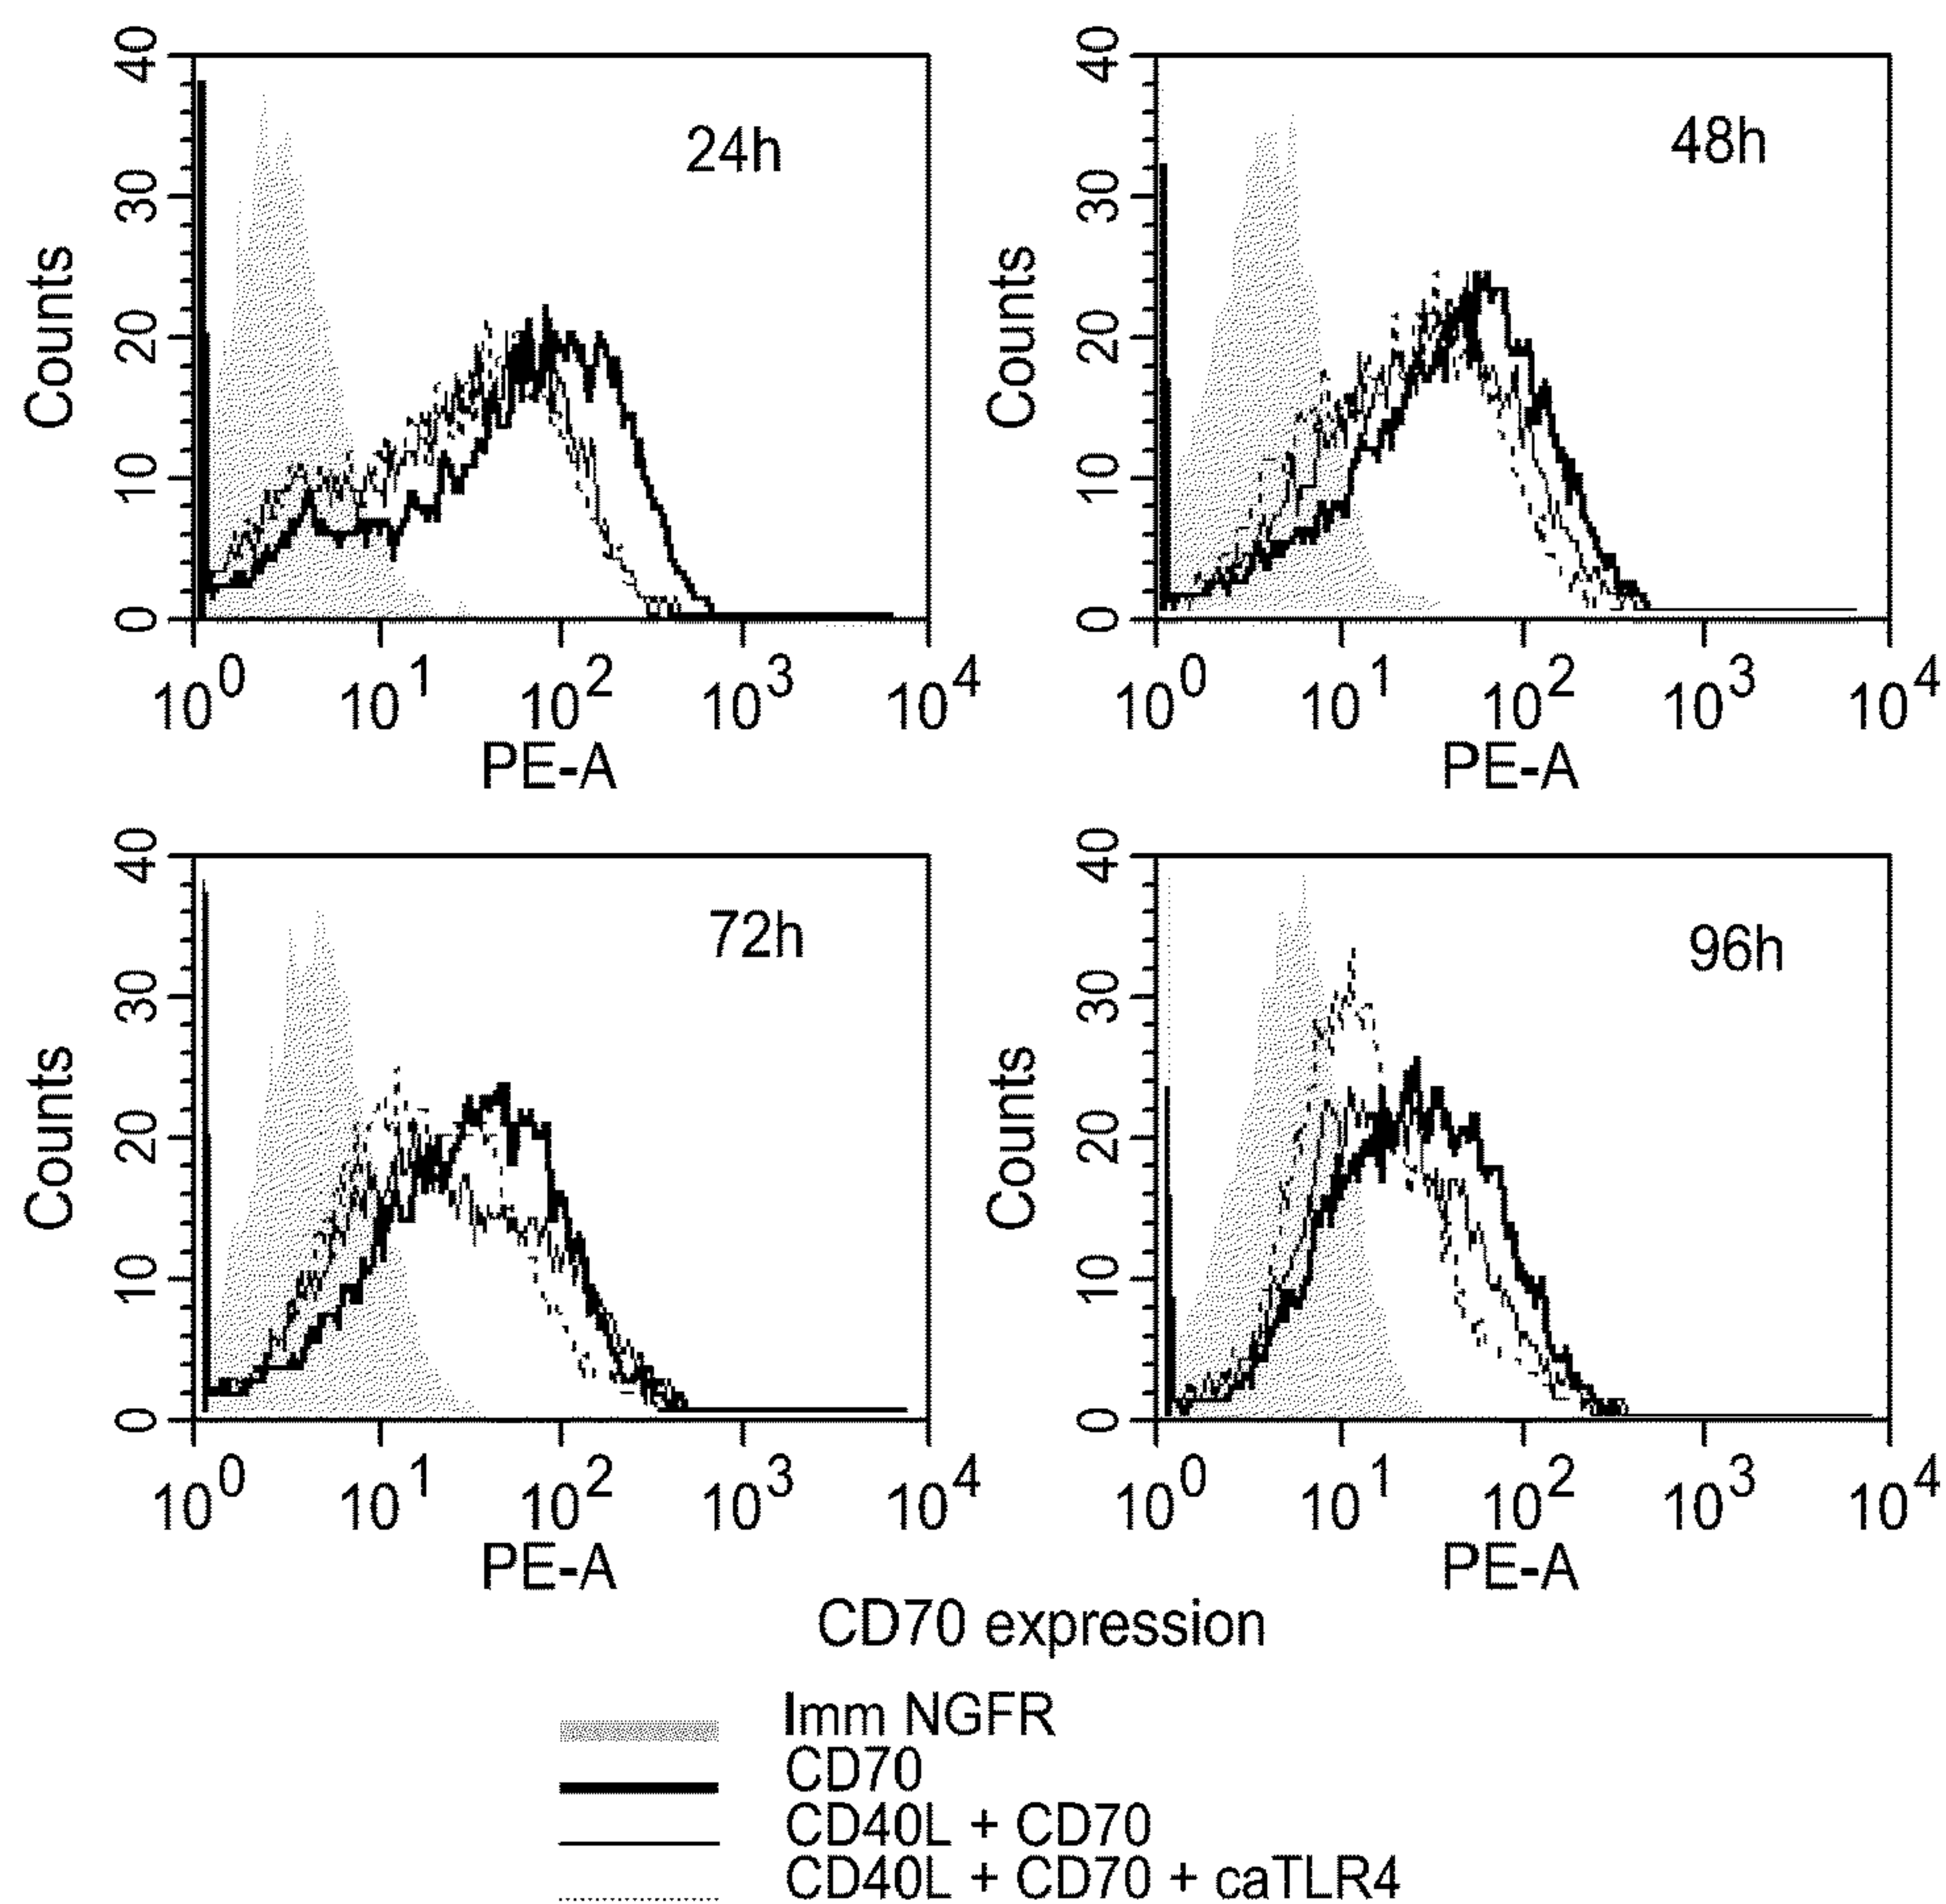 40
30
20
10
0
Counts
24h
10^0 10^1 10^2 10^3 10^4
PE-A
40
30
20
10
0
Counts
48h
10^0 10^1 10^2 10^3 10^4
PE-A
40
30
20
10
0
Counts
72h
10^0 10^1 10^2 10^3 10^4
PE-A
40
30
20
10
0
Counts
96h
10^0 10^1 10^2 10^3 10^4
PE-A
CD70 expression
Imm NGFR
CD70
CD40L + CD70
CD40L + CD70 + caTLR4